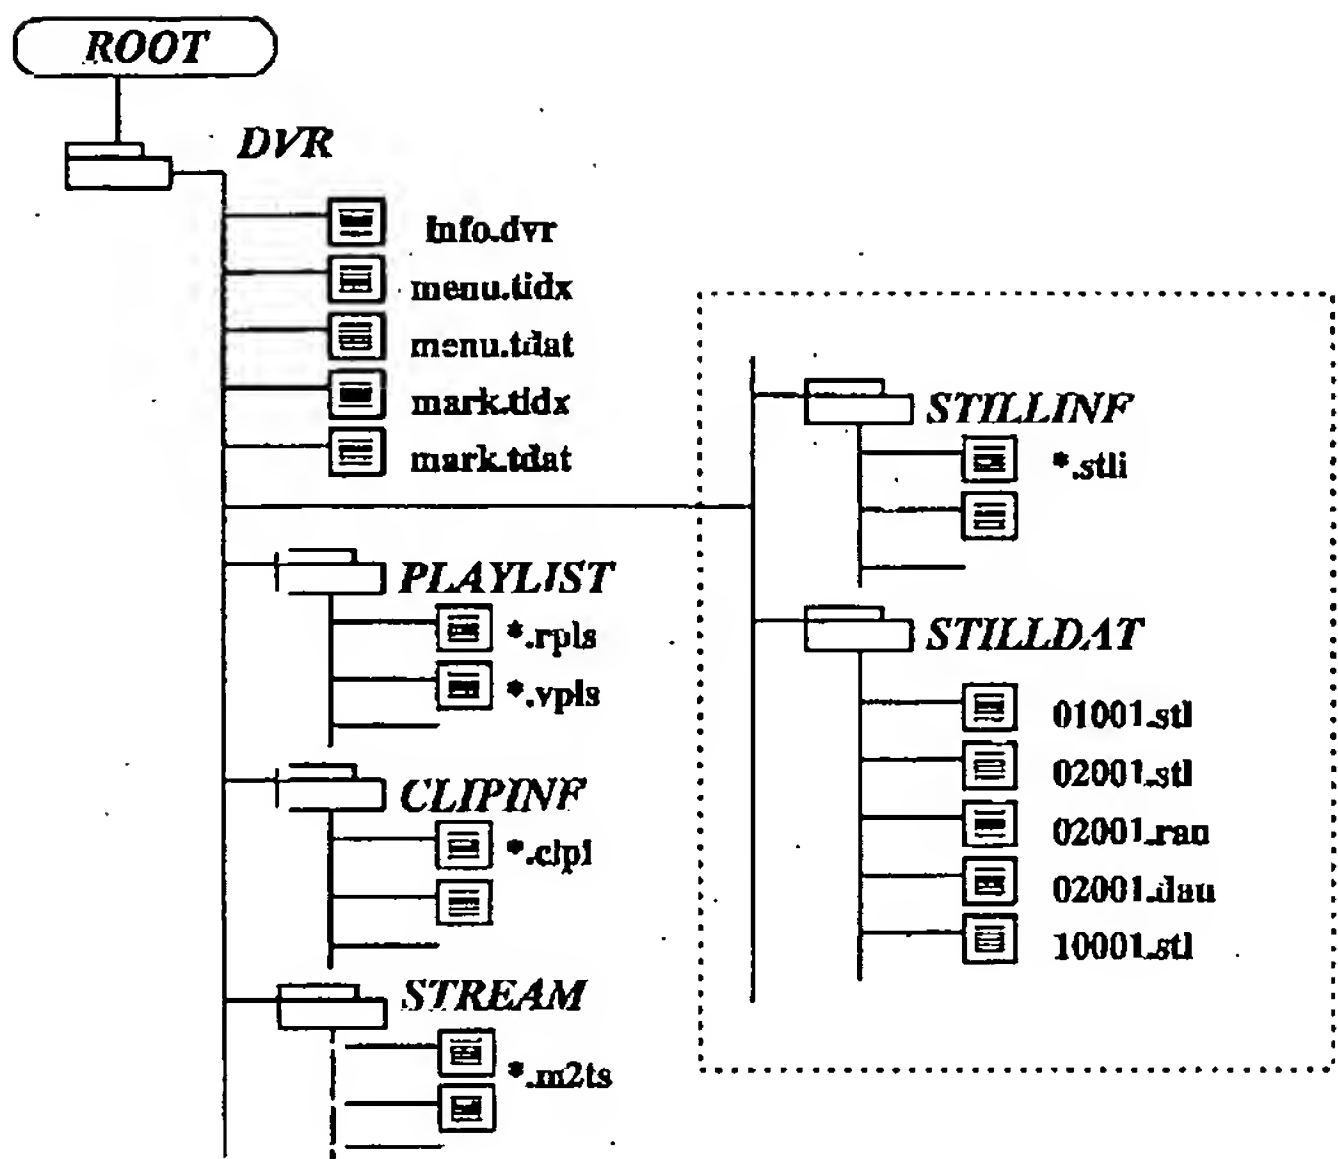 ROOT
DVR
info.dvr
menu.tidx
menu.tdat
mark.tidx
mark.tdat
PLAYLIST
*.rpls
*.vpls
CLIPINF
*.clpi
STREAM
*.m2ts
STILLINF
*.stli
STILLDAT
01001.stl
02001.stl
02001.rau
02001.dau
10001.stl